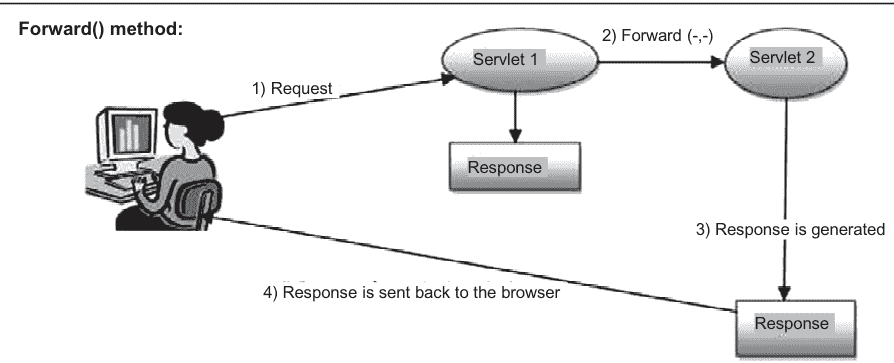 Forward() method:
2) Forward (-,-)
Servlet 1
Servlet 2
1) Request
Response
3) Response is generated
4) Response is sent back to the browser
Response